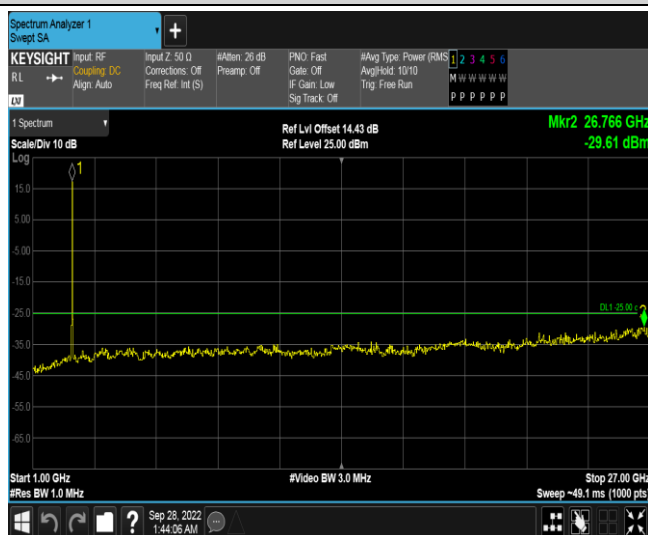 Spectrum Analyzer 1
Swept SA
+
KEYSIGHT
RL
LXI
Input: RF
Coupling: DC
Align: Auto
Input Z: 50 Ω
Corrections: Off
Freq Ref: Int (S)
#Atten: 26 dB
Preamp: Off
PNO: Fast
Gate: Off
IF Gain: Low
Sig Track: Off
#Avg Type: Power (RMS
Avg|Hold: 10/10
Trig: Free Run
1 2 3 4 5 6
M W W W W W
P P P P P P
1 Spectrum
Scale/Div 10 dB
Ref Lvl Offset 14.43 dB
Ref Level 25.00 dBm
Mkr2 26.766 GHz
-29.61 dBm
Log
1
15.0
5.00
-5.00
-15.0
-25.0
-35.0
-45.0
-55.0
-65.0
DL1 -25.00
2
Start 1.00 GHz
#Res BW 1.0 MHz
#Video BW 3.0 MHz
Stop 27.00 GHz
Sweep ~49.1 ms (1000 pts)
?
Sep 28, 2022
1:44:06 AM